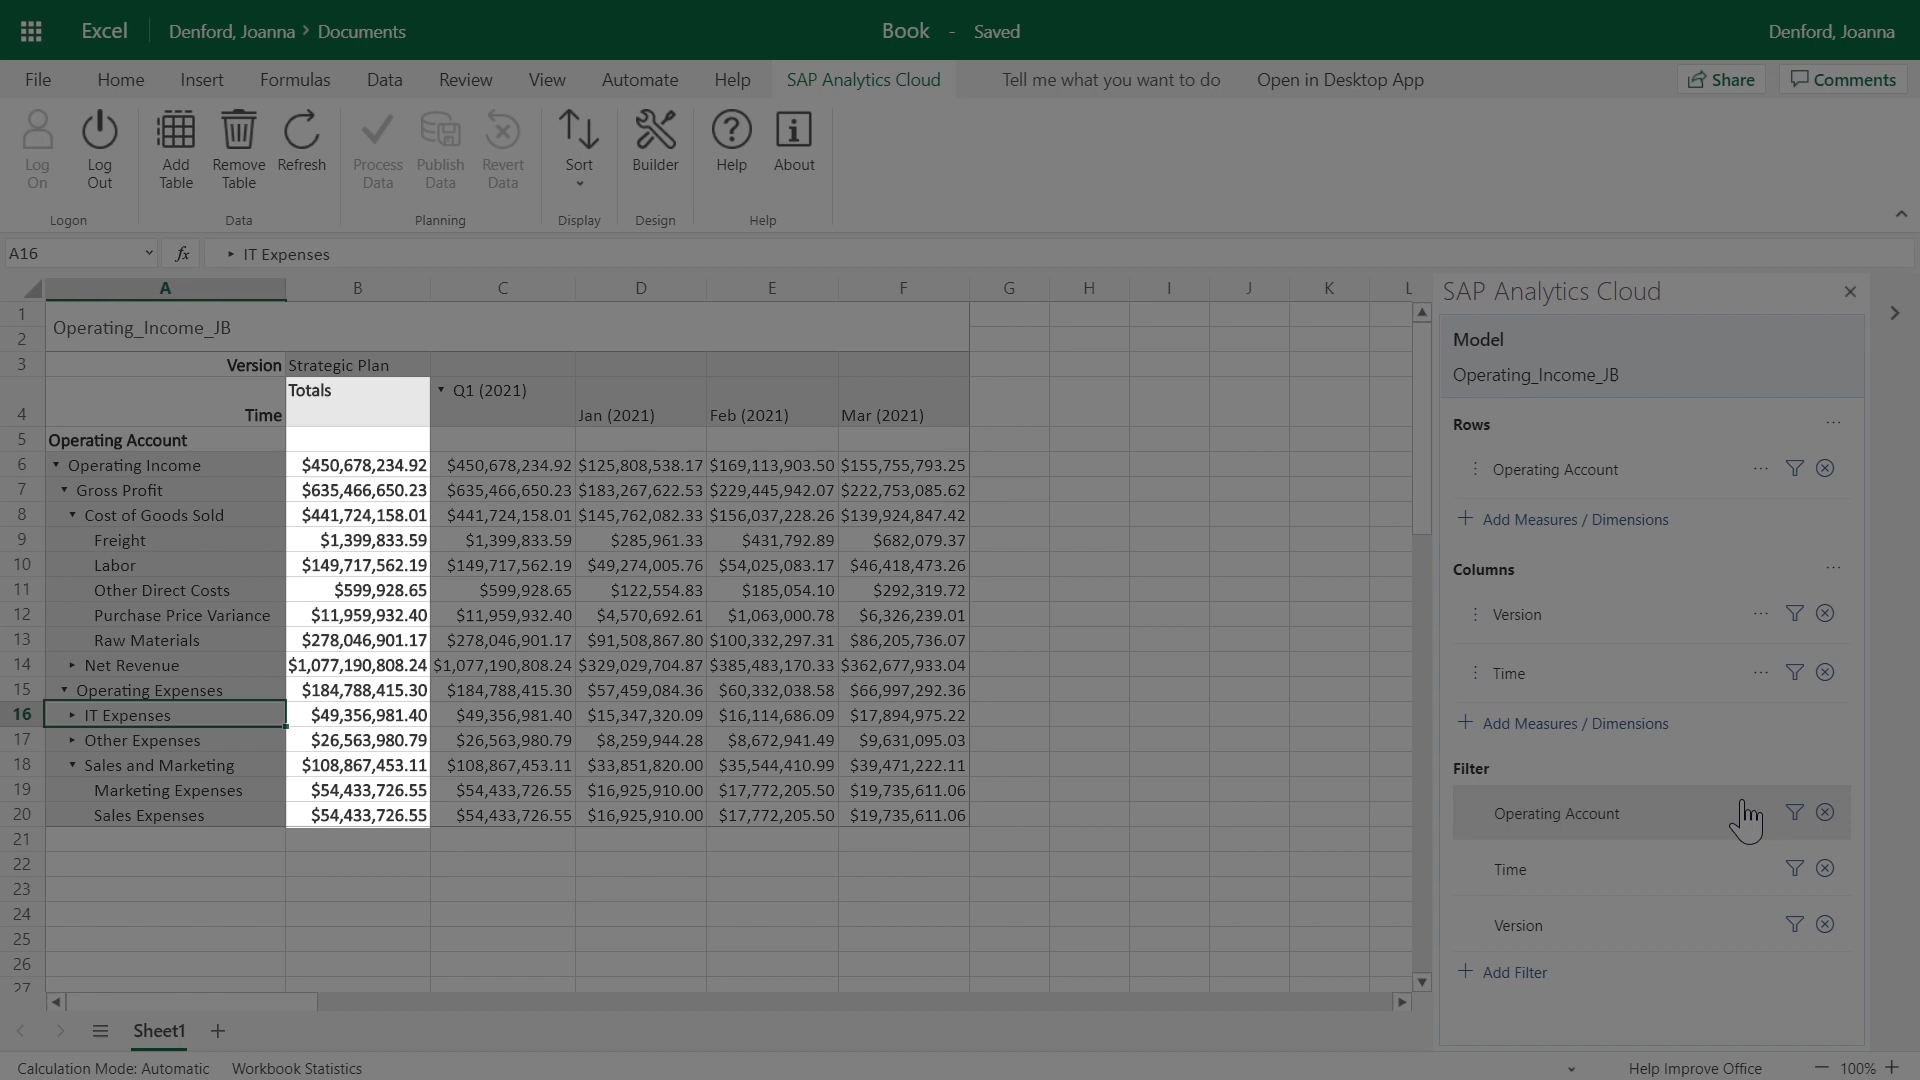 Excel Denford, Joanna > Documents Book - Saved Denford, Joanna
File Home Insert Formulas Data Review View Automate Help SAP Analytics Cloud Tell me what you want to do Open in Desktop App Share Comments
Log On Log Out Add Table Remove Table Refresh Process Data Publish Data Revert Data Sort Builder Help About
Logon Data Planning Display Design Help
A16 fx IT Expenses
A B C D E F G H I J K L
1
Operating_Income_JB
2
3 Version Strategic Plan
Totals Q1 (2021)
4 Time Jan (2021) Feb (2021) Mar (2021)
5 Operating Account
6 Operating Income $450,678,234.92 $450,678,234.92 $125,808,538.17 $169,113,903.50 $155,755,793.25
7 Gross Profit $635,466,650.23 $635,466,650.23 $183,267,622.53 $229,445,942.07 $222,753,085.62
8 Cost of Goods Sold $441,724,158.01 $441,724,158.01 $145,762,082.33 $156,037,228.26 $139,924,847.42
9 Freight $1,399,833.59 $1,399,833.59 $285,961.33 $431,792.89 $682,079.37
10 Labor $149,717,562.19 $149,717,562.19 $49,274,005.76 $54,025,083.17 $46,418,473.26
11 Other Direct Costs $599,928.65 $599,928.65 $122,554.83 $185,054.10 $292,319.72
12 Purchase Price Variance $11,959,932.40 $11,959,932.40 $4,570,692.61 $1,063,000.78 $6,326,239.01
13 Raw Materials $278,046,901.17 $278,046,901.17 $91,508,867.80 $100,332,297.31 $86,205,736.07
14 Net Revenue $1,077,190,808.24 $1,077,190,808.24 $329,029,704.87 $385,483,170.33 $362,677,933.04
15 Operating Expenses $184,788,415.30 $184,788,415.30 $57,459,084.36 $60,332,038.58 $66,997,292.36
16 IT Expenses $49,356,981.40 $49,356,981.40 $15,347,320.09 $16,114,686.09 $17,894,975.22
17 Other Expenses $26,563,980.79 $26,563,980.79 $8,259,944.28 $8,672,941.49 $9,631,095.03
18 Sales and Marketing $108,867,453.11 $108,867,453.11 $33,851,820.00 $35,544,410.99 $39,471,222.11
19 Marketing Expenses $54,433,726.55 $54,433,726.55 $16,925,910.00 $17,772,205.50 $19,735,611.06
20 Sales Expenses $54,433,726.55 $54,433,726.55 $16,925,910.00 $17,772,205.50 $19,735,611.06
21
22
23
24
25
26
27
SAP Analytics Cloud
Model
Operating_Income_JB
Rows
Operating Account
+ Add Measures / Dimensions
Columns
Version
Time
+ Add Measures / Dimensions
Filter
Operating Account
Time
Version
+ Add Filter
Sheet1 +
Calculation Mode: Automatic Workbook Statistics Help Improve Office — 100% +